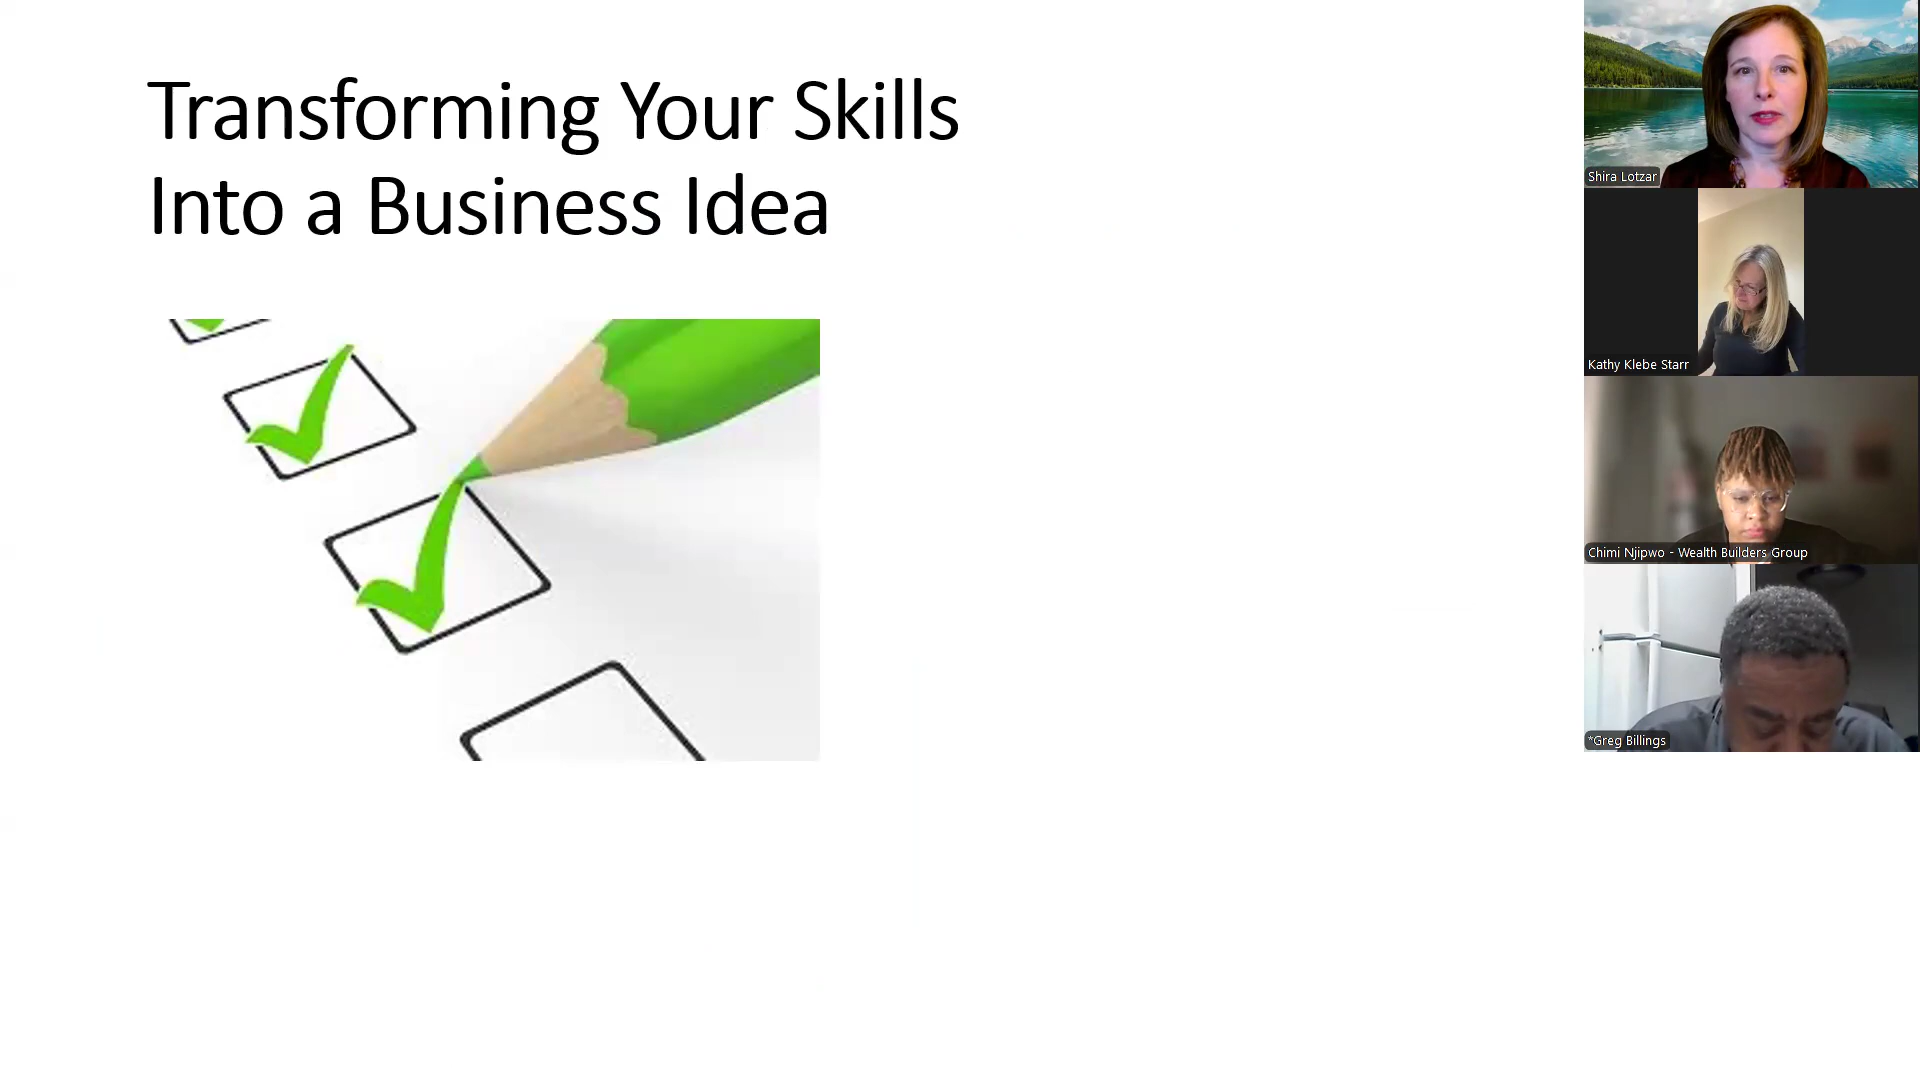 Transforming Your Skills
Into a Business Idea
Shira Lotzar
Kathy Klebe Starr
Chimi Njipwo - Wealth Builders Group
*Greg Billings